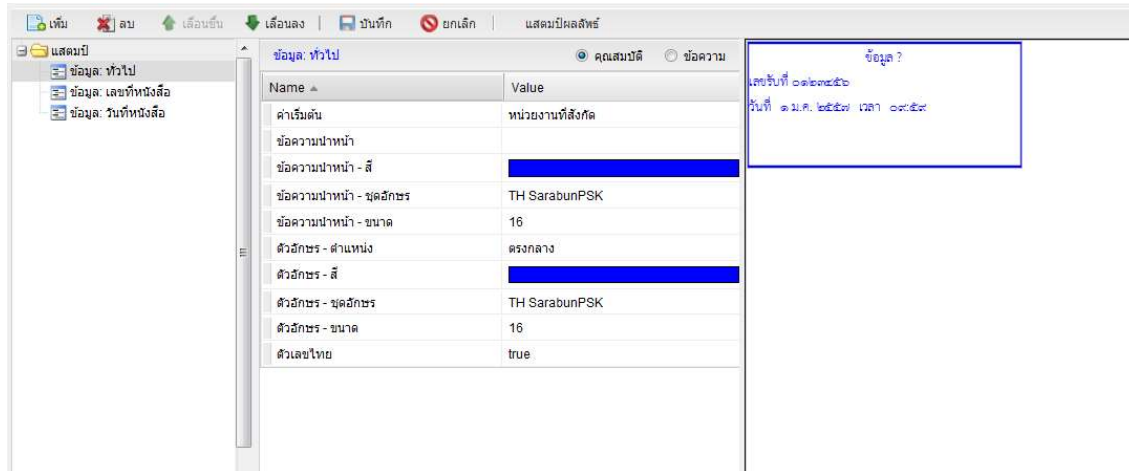 เพิ่ม ลบ เลื่อนขึ้น เลื่อนลง บันทึก ยกเลิก แสตมป์ผลลัพธ์
แสตมป์
ข้อมูล: ทั่วไป
ข้อมูล: เลขที่หนังสือ
ข้อมูล: วันที่หนังสือ
ข้อมูล: ทั่วไป คุณสมบัติ ข้อความ
Name Value
ค่าเริ่มต้น หน่วยงานที่สังกัด
ข้อความนำหน้า
ข้อความนำหน้า - สี
ข้อความนำหน้า - ชุดอักษร TH SarabunPSK
ข้อความนำหน้า - ขนาด 16
ตัวอักษร - ตำแหน่ง ตรงกลาง
ตัวอักษร - สี
ตัวอักษร - ชุดอักษร TH SarabunPSK
ตัวอักษร - ขนาด 16
ตัวเลขไทย true
ข้อมูล ?
เลขรับที่ ๐๑๒๓๔๕๖
วันที่ ๑ ม.ค. ๒๕๕๗ เวลา ๐๙:๕๙